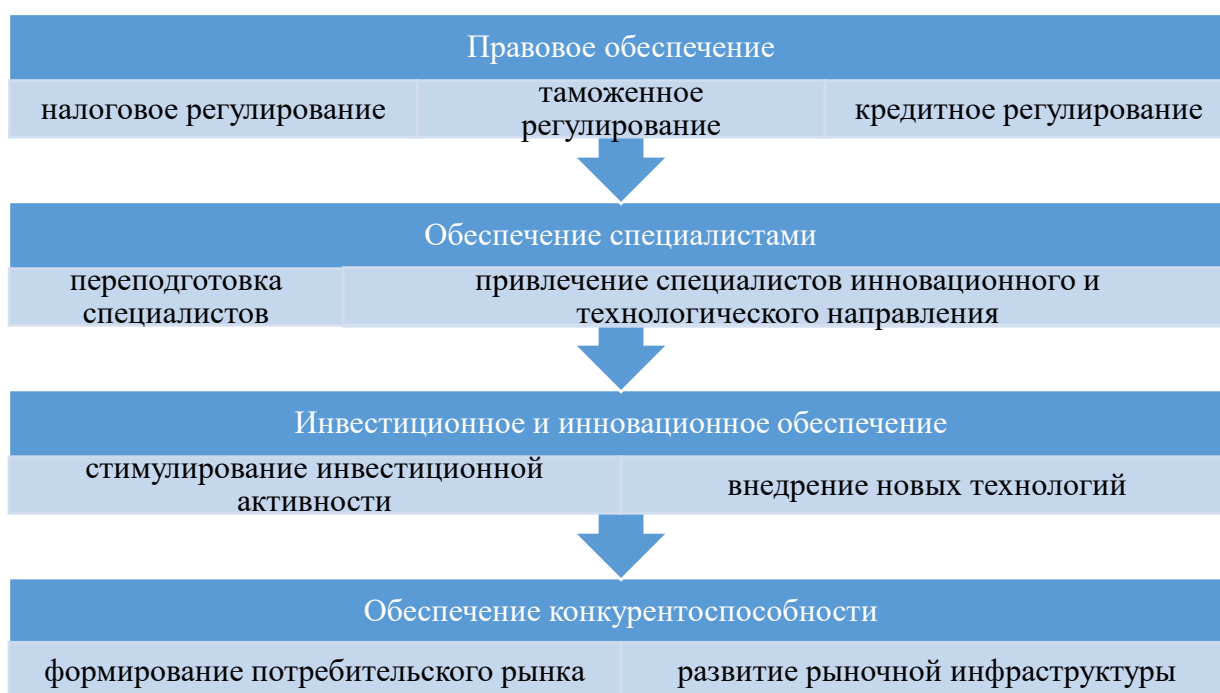 Правовое обеспечение
налоговое регулирование
таможенное
регулирование
кредитное регулирование
Обеспечение специалистами
переподготовка
специалистов
привлечение специалистов инновационного и
технологического направления
Инвестиционное и инновационное обеспечение
стимулирование инвестиционной
активности
внедрение новых технологий
Обеспечение конкурентоспособности
формирование потребительского рынка
развитие рыночной инфраструктуры